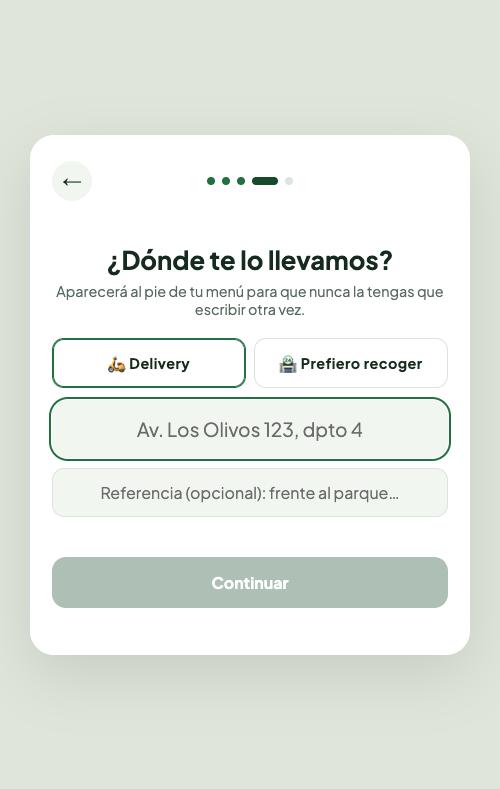 ←
¿Dónde te lo llevamos?
Aparecerá al pie de tu menú para que nunca la tengas que
escribir otra vez.
🛵 Delivery
🏪 Prefiero recoger
Av. Los Olivos 123, dpto 4
Referencia (opcional): frente al parque…
Continuar